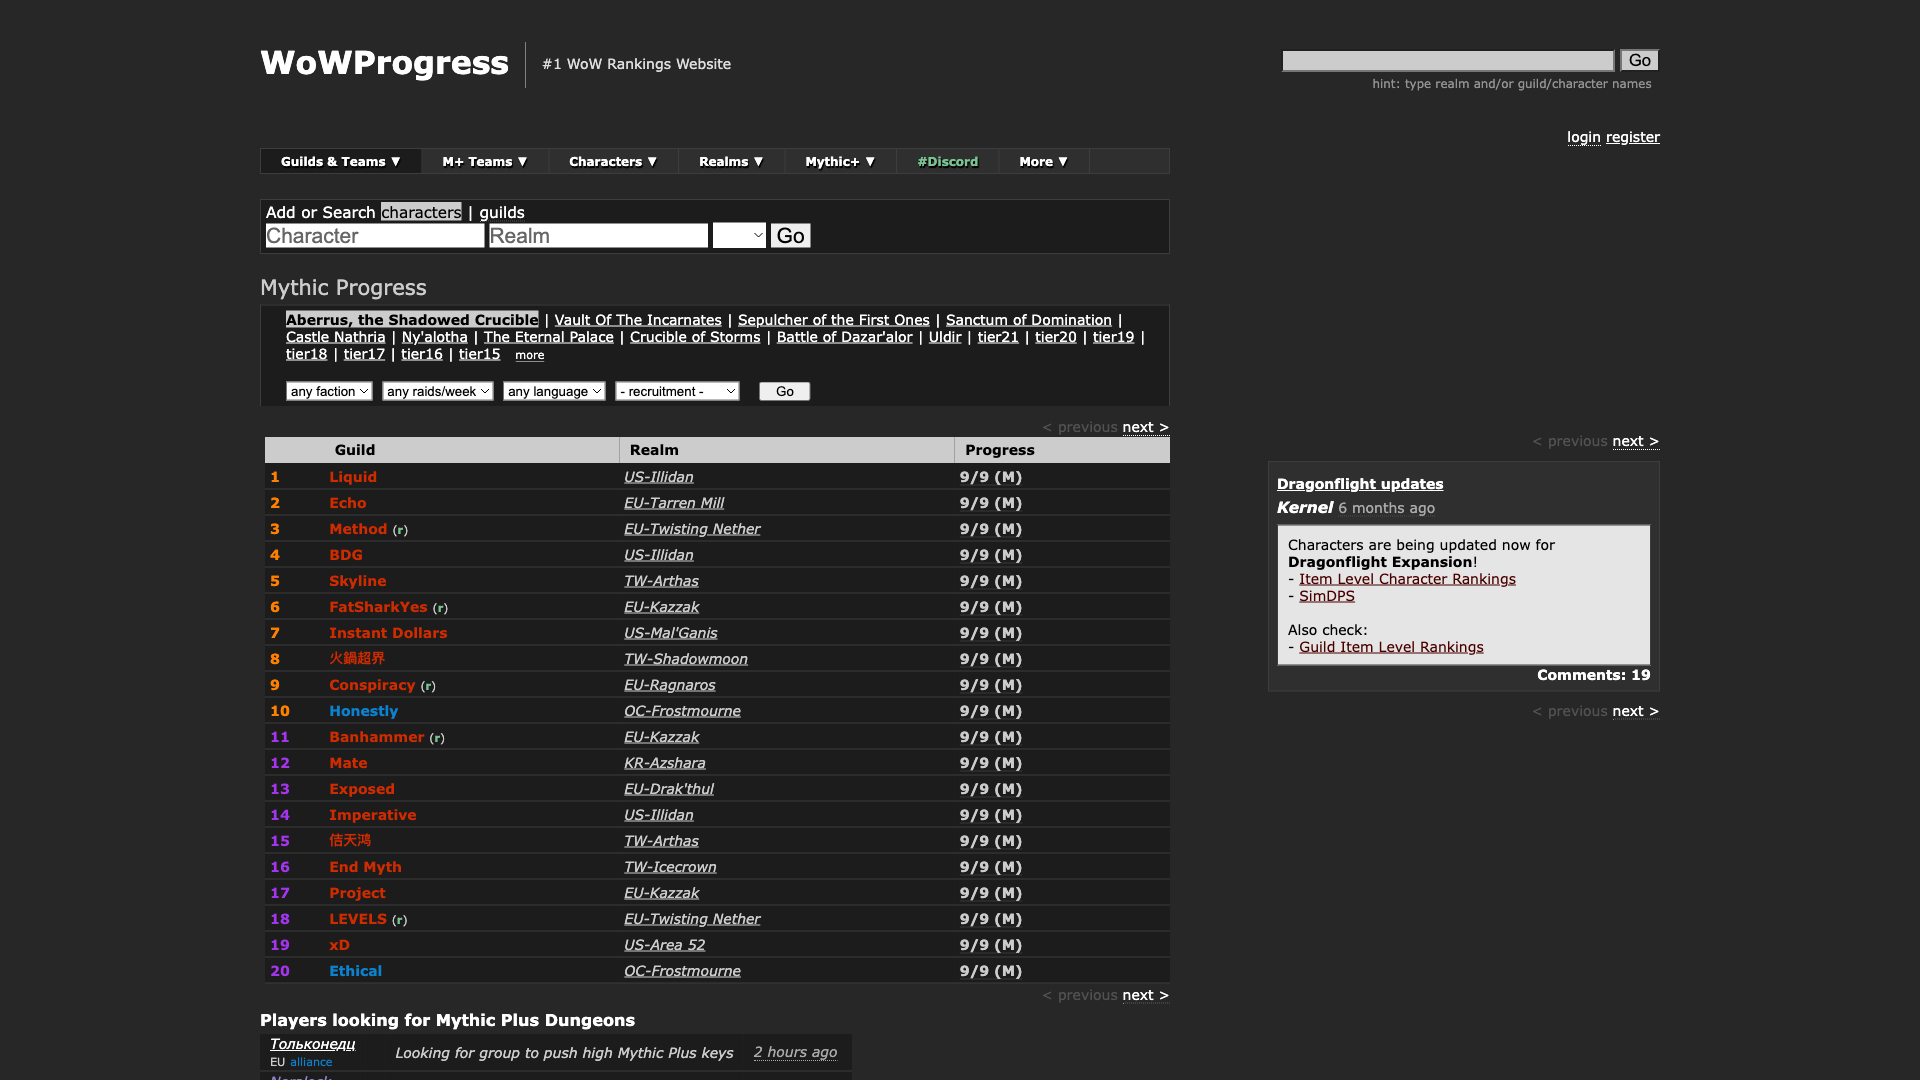 WoWProgress
#1 WoW Rankings Website
Go
hint: type realm and/or guild/character names
login register
Guilds & Teams ▼ M+ Teams ▼ Characters ▼ Realms ▼ Mythic+ ▼ #Discord More ▼
Add or Search characters | guilds
Character Realm Go
Mythic Progress
Aberrus, the Shadowed Crucible | Vault Of The Incarnates | Sepulcher of the First Ones | Sanctum of Domination |
Castle Nathria | Ny'alotha | The Eternal Palace | Crucible of Storms | Battle of Dazar'alor | Uldir | tier21 | tier20 | tier19 |
tier18 | tier17 | tier16 | tier15 more
any faction any raids/week any language - recruitment - Go
< previous next >
Guild Realm Progress
1 Liquid US-Illidan 9/9 (M)
2 Echo EU-Tarren Mill 9/9 (M)
3 Method (r) EU-Twisting Nether 9/9 (M)
4 BDG US-Illidan 9/9 (M)
5 Skyline TW-Arthas 9/9 (M)
6 FatSharkYes (r) EU-Kazzak 9/9 (M)
7 Instant Dollars US-Mal'Ganis 9/9 (M)
8 火鍋超界 TW-Shadowmoon 9/9 (M)
9 Conspiracy (r) EU-Ragnaros 9/9 (M)
10 Honestly OC-Frostmourne 9/9 (M)
11 Banhammer (r) EU-Kazzak 9/9 (M)
12 Mate KR-Azshara 9/9 (M)
13 Exposed EU-Drak'thul 9/9 (M)
14 Imperative US-Illidan 9/9 (M)
15 佶天鸿 TW-Arthas 9/9 (M)
16 End Myth TW-Icecrown 9/9 (M)
17 Project EU-Kazzak 9/9 (M)
18 LEVELS (r) EU-Twisting Nether 9/9 (M)
19 xD US-Area 52 9/9 (M)
20 Ethical OC-Frostmourne 9/9 (M)
< previous next >
Players looking for Mythic Plus Dungeons
Тольконедц
EU alliance
Looking for group to push high Mythic Plus keys 2 hours ago
< previous next >
Dragonflight updates
Kernel 6 months ago
Characters are being updated now for
Dragonflight Expansion!
- Item Level Character Rankings
- SimDPS
Also check:
- Guild Item Level Rankings
Comments: 19
< previous next >